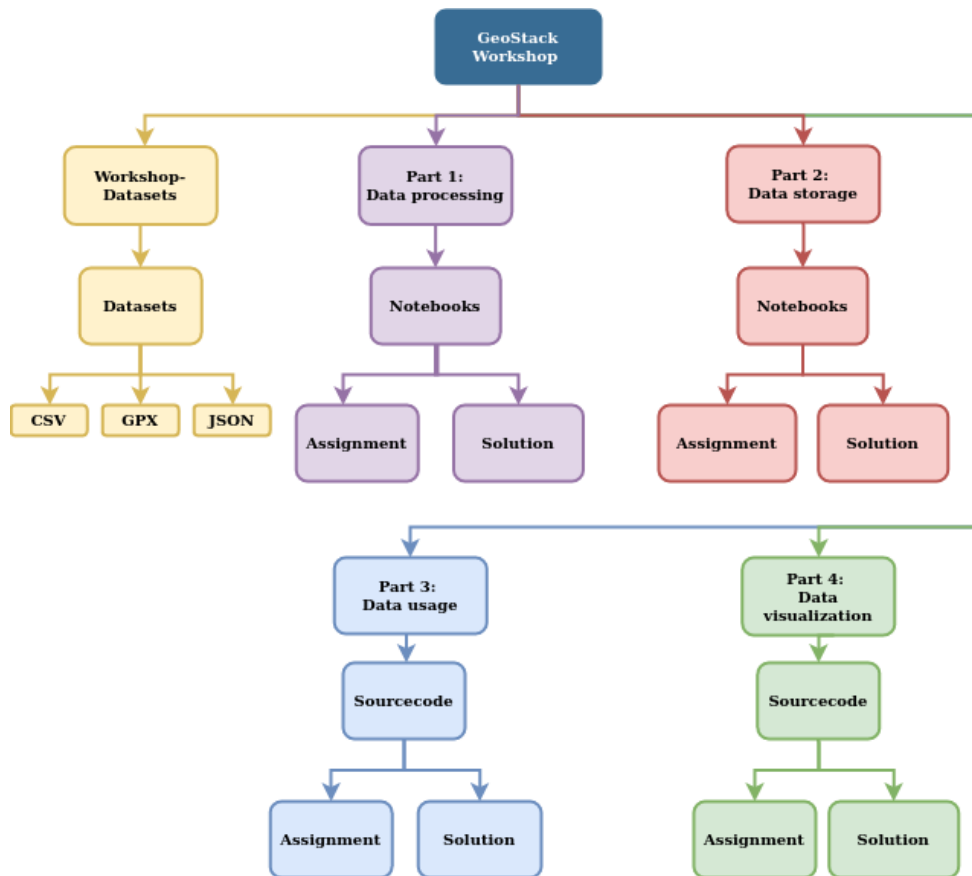 GeoStack
Workshop
Workshop-
Datasets
Part 1:
Data processing
Part 2:
Data storage
Datasets
Notebooks
Notebooks
CSV
GPX
JSON
Assignment
Solution
Assignment
Solution
Part 3:
Data usage
Part 4:
Data
visualization
Sourcecode
Sourcecode
Assignment
Solution
Assignment
Solution